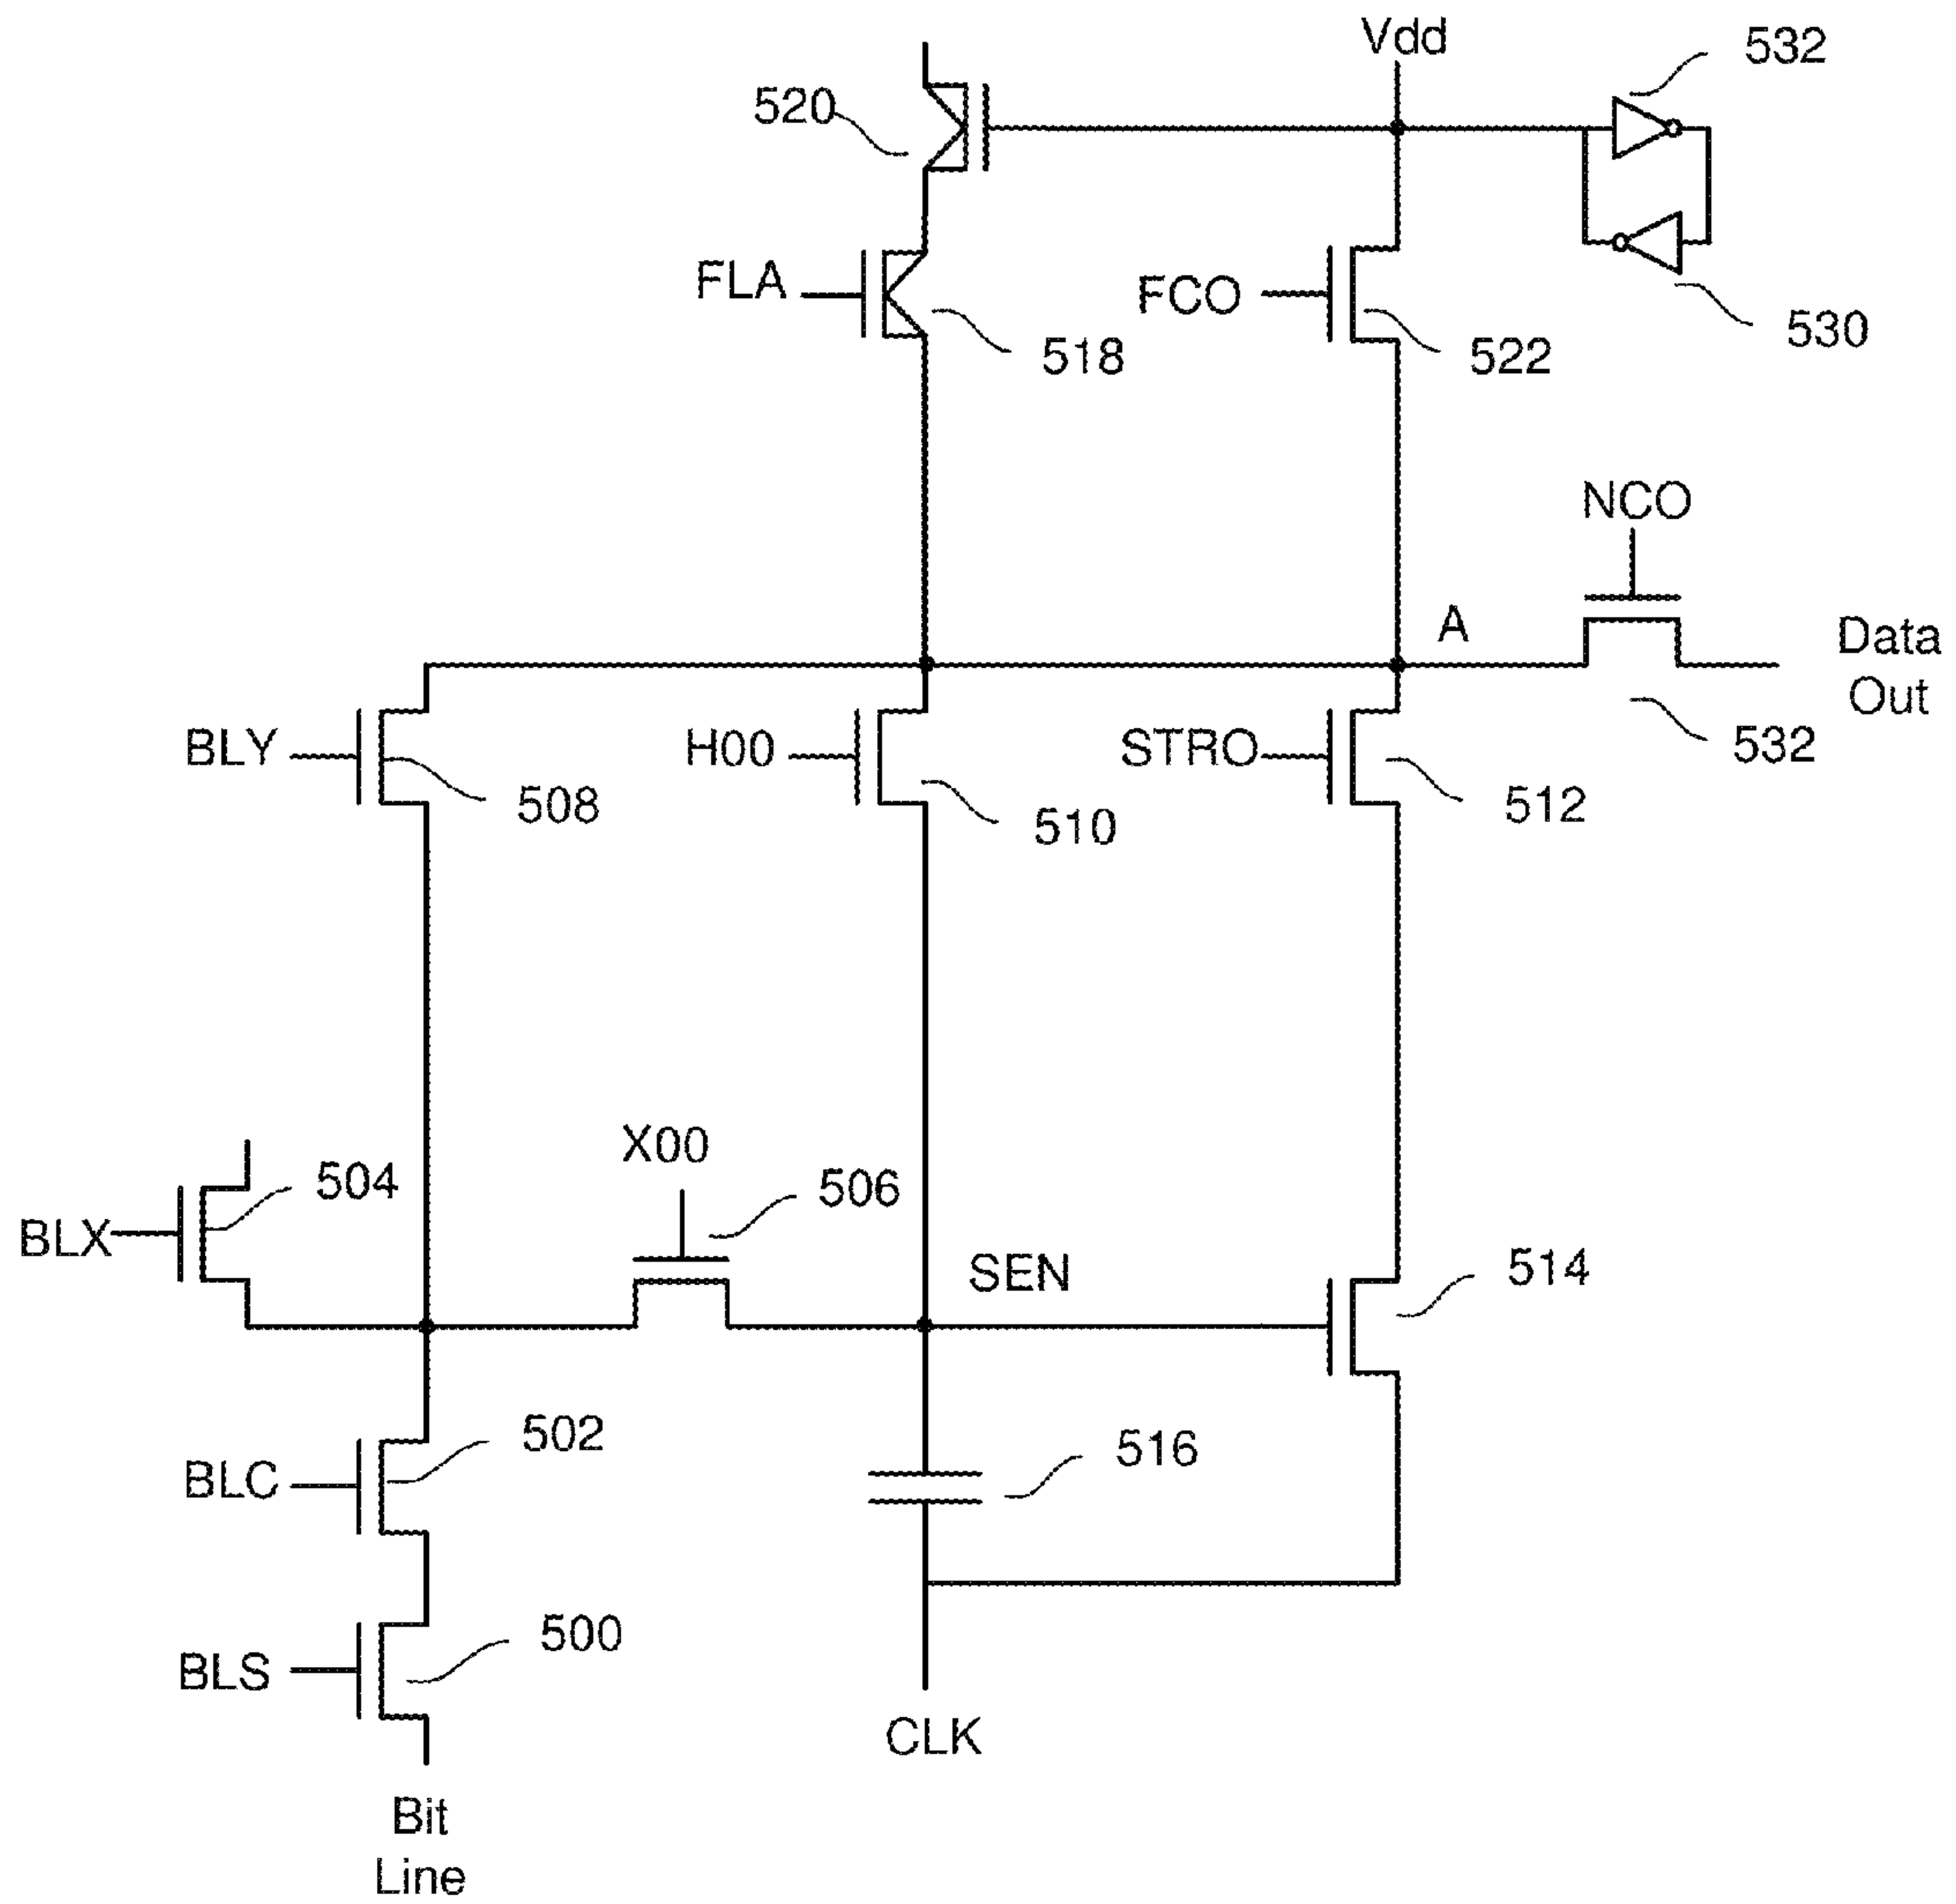 Vdd
532
520
FLA
FCO
518
522
530
NCO
A
Data
Out
BLY
H00
STRO
532
508
510
512
X00
504
506
BLX
SEN
514
502
516
BLC
500
BLS
CLK
Bit
Line